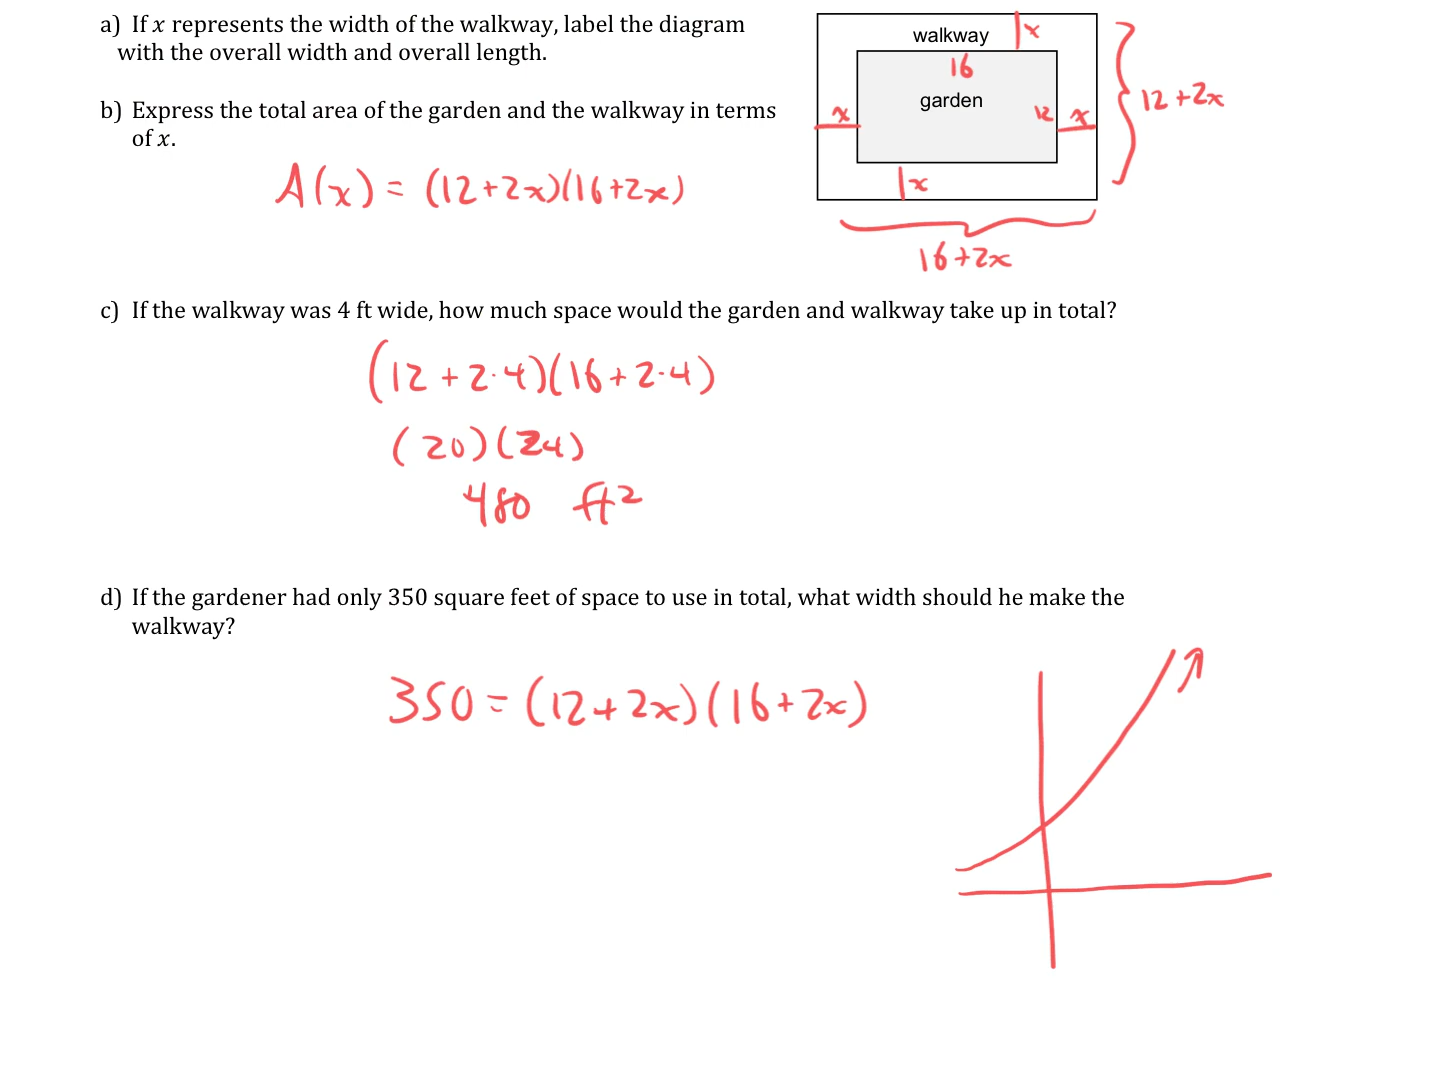 a) If x represents the width of the walkway, label the diagram
with the overall width and overall length.
walkway
x
16
garden
x
12
x
12 +2x
x
16+2x
b) Express the total area of the garden and the walkway in terms
of x.
A(x) = (12+2x)(16+2x)
c) If the walkway was 4 ft wide, how much space would the garden and walkway take up in total?
(12 + 2·4)(16 + 2·4)
(20)(24)
480 ft²
d) If the gardener had only 350 square feet of space to use in total, what width should he make the
walkway?
350 = (12+2x)(16+2x)